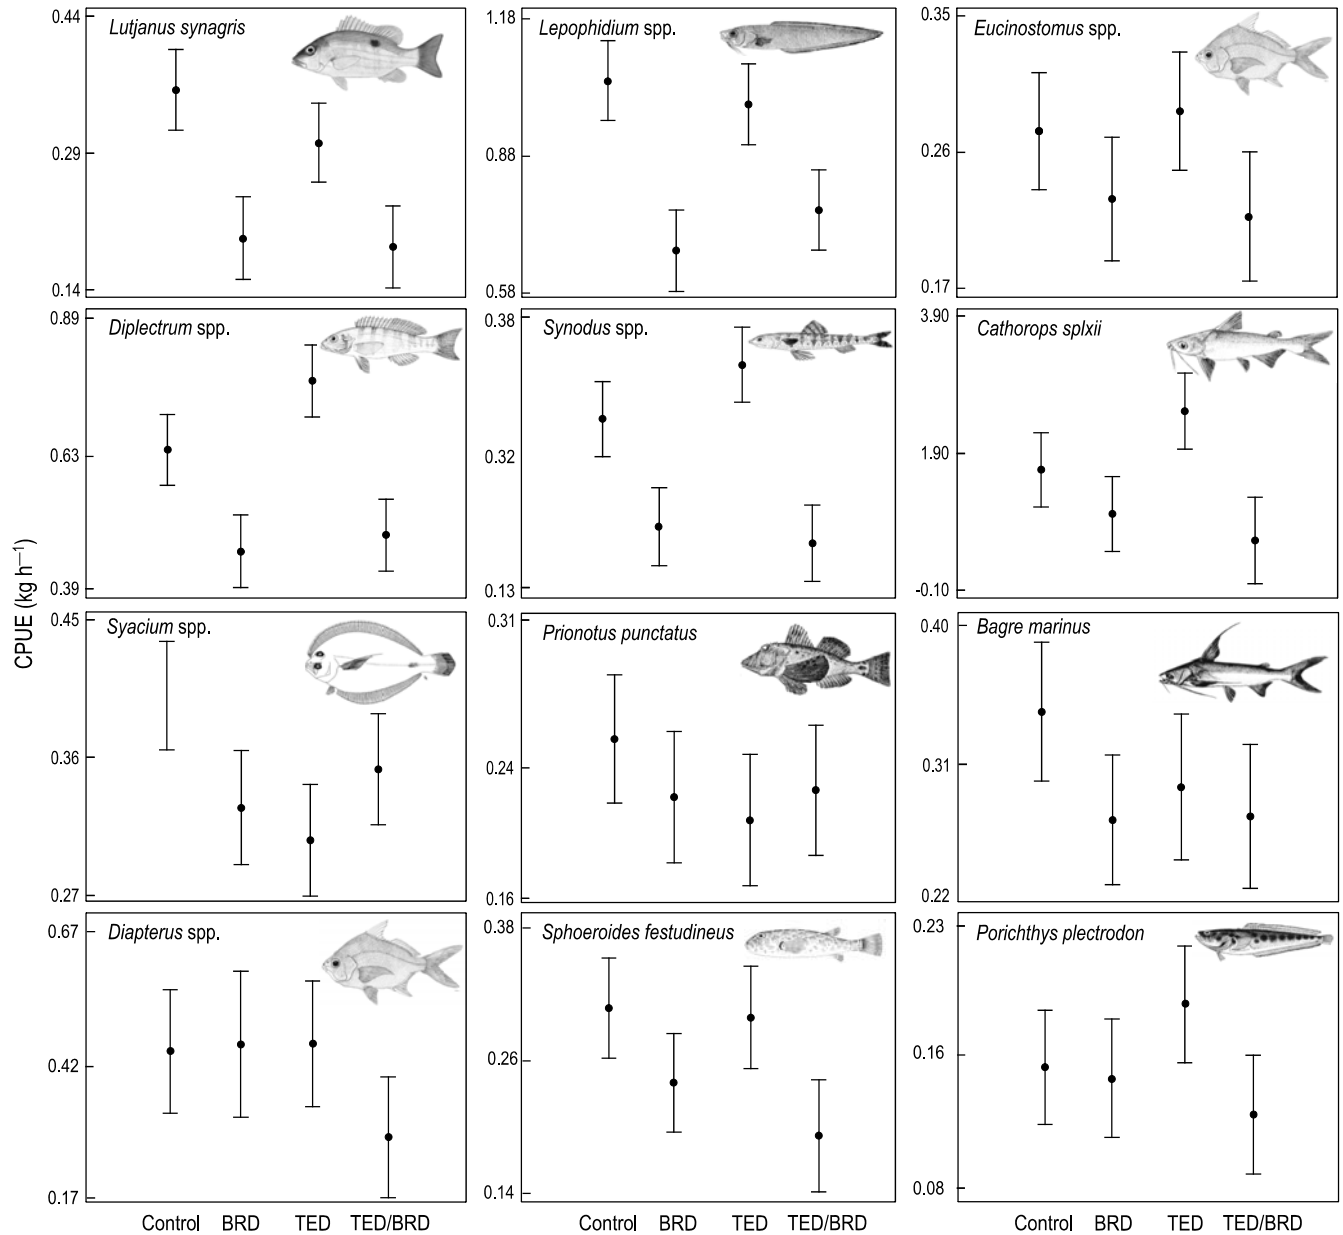 Lutjanus synagris
Lepophidium spp.
Eucinostomus spp.
0.44
0.29
0.14
1.18
0.88
0.58
0.35
0.26
0.17
Diplectrum spp.
Synodus spp.
Cathorops splxii
0.89
0.63
0.39
0.38
0.32
0.13
3.90
1.90
-0.10
CPUE (kg h—1)
Syacium spp.
Prionotus punctatus
Bagre marinus
0.45
0.36
0.27
0.31
0.24
0.16
0.40
0.31
0.22
Diapterus spp.
Sphoeroides festudineus
Porichthys plectrodon
0.67
0.42
0.17
0.38
0.26
0.14
0.23
0.16
0.08
Control BRD TED TED/BRD
Control BRD TED TED/BRD
Control BRD TED TED/BRD